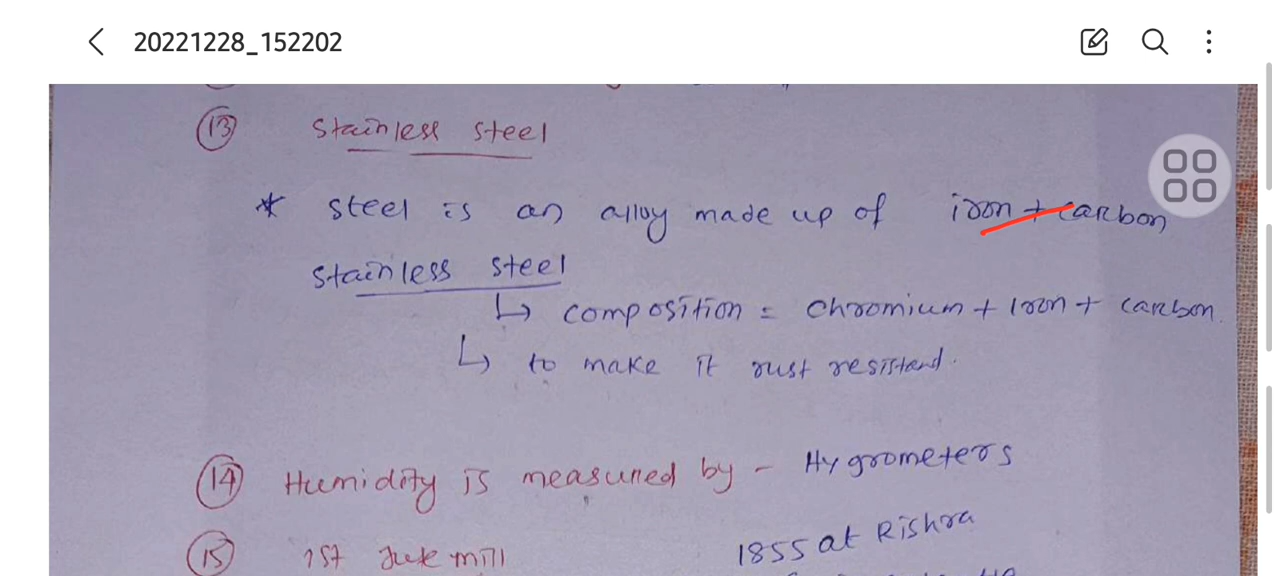 20221228_152202
13 Stainless steel
* steel is an alloy made up of iron + carbon
Stainless steel
↳ composition = chromium + Iron + carbon.
↳ to make it rust resistand.
14 Humidity is measured by - Hygrometers
15 1st Jute mill 1855 at Rishra